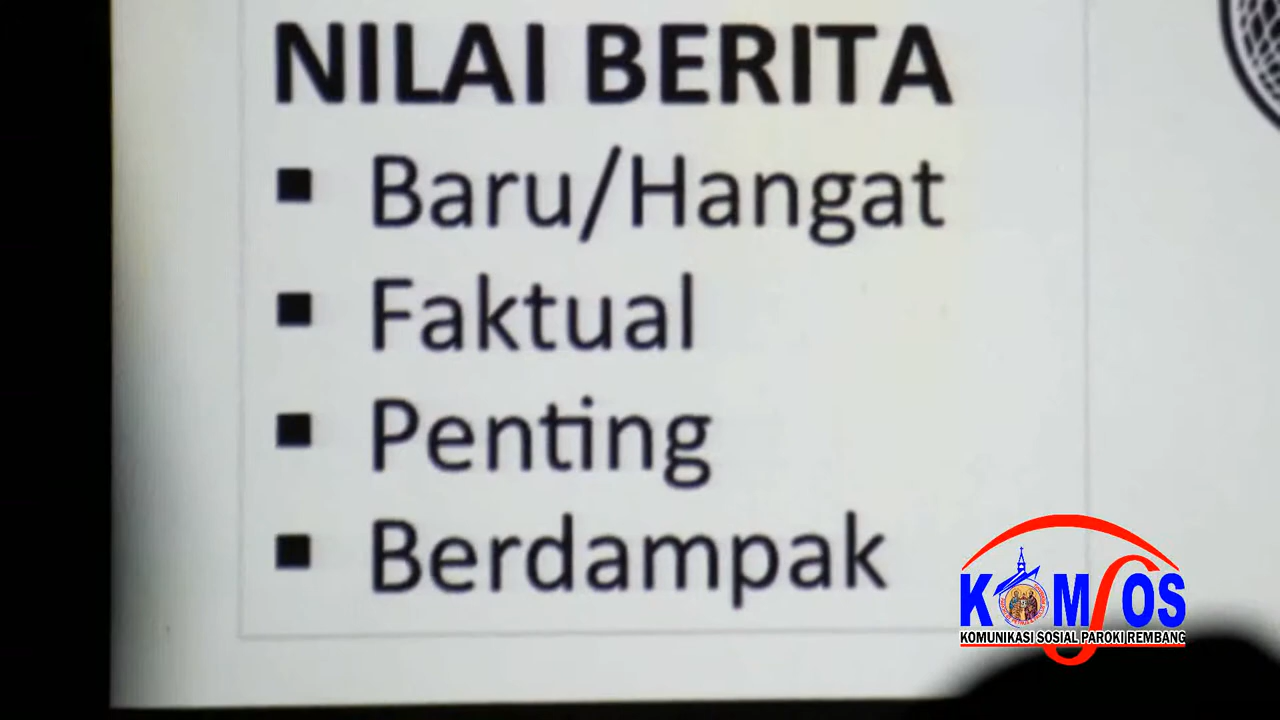 NILAI BERITA
▪ Baru/Hangat
▪ Faktual
▪ Penting
▪ Berdampak
KOMSOS
KOMUNIKASI SOSIAL PAROKI REMBANG